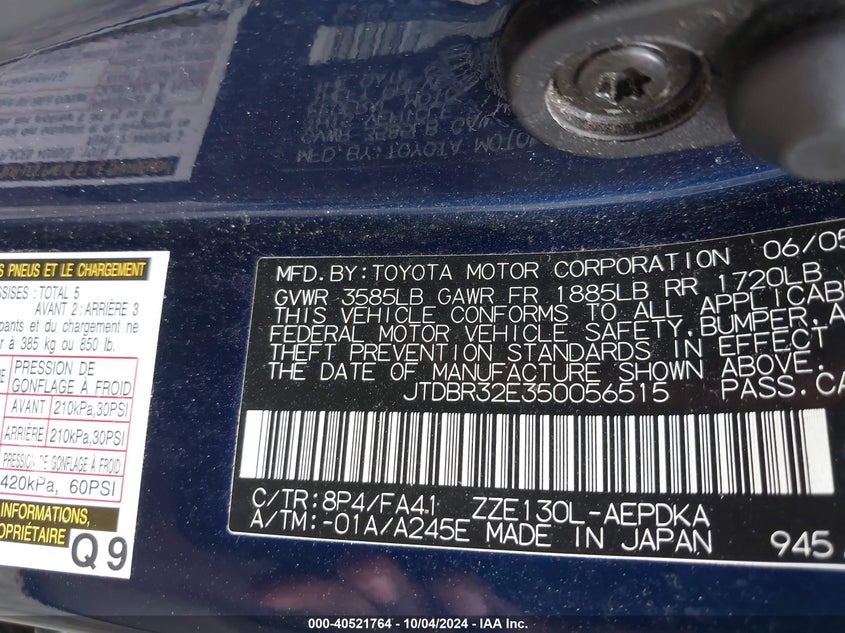 S PNEUS ET LE CHARGEMENT
SSISES : TOTAL 5
AVANT 2 : ARRIÈRE 3
pants et du chargement ne
r à 385 kg ou 850 lb.
PRESSION DE
GONFLAGE À FROID
AVANT 210kPa,30PSI
ARRIÈRE 210kPa,30PSI
PRESSION DE GONFLAGE À FROID
420kPa, 60PSI
INFORMATIONS
PROPRIÉTAIRE
Q 9
MFD. BY: TOYOTA MOTOR CORPORATION 06/05
GVWR 3585LB GAWR FR 1885LB RR 1720LB
THIS VEHICLE CONFORMS TO ALL APPLICABL
FEDERAL MOTOR VEHICLE SAFETY, BUMPER, A
THEFT PREVENTION STANDARDS IN EFFECT
THE DATE OF MANUFACTURE SHOWN ABOVE.
JTDBR32E350056515 PASS. CA
C/TR: 8P4/FA41 ZZE130L-AEPDKA
A/TM: -01A/A245E MADE IN JAPAN 945
000-40521764 - 10/04/2024 - IAA Inc.